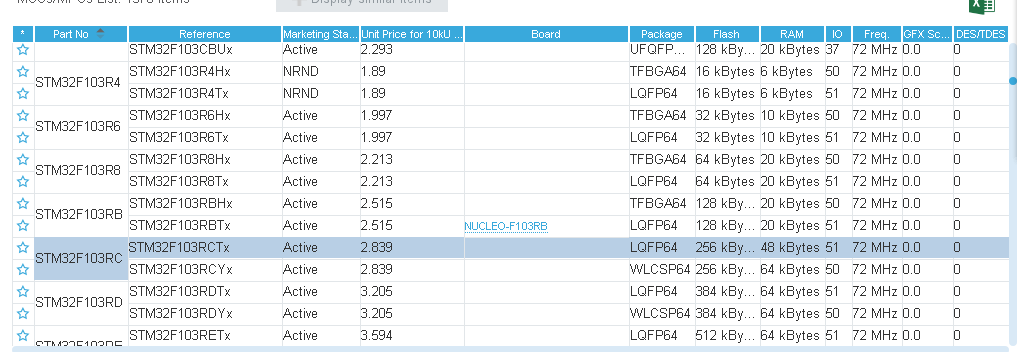 MCUs/MPUs List: 1576 items + Display similar items
* Part No Reference Marketing Sta... Unit Price for 10kU ... Board Package Flash RAM IO Freq. GFX Sc... DES/TDES
STM32F103CBUx Active 2.293 UFQFP... 128 kBy... 20 kBytes 37 72 MHz 0.0 0
STM32F103R4 STM32F103R4Hx NRND 1.89 TFBGA64 16 kBytes 6 kBytes 50 72 MHz 0.0 0
STM32F103R4Tx NRND 1.89 LQFP64 16 kBytes 6 kBytes 51 72 MHz 0.0 0
STM32F103R6 STM32F103R6Hx Active 1.997 TFBGA64 32 kBytes 10 kBytes 50 72 MHz 0.0 0
STM32F103R6Tx Active 1.997 LQFP64 32 kBytes 10 kBytes 51 72 MHz 0.0 0
STM32F103R8 STM32F103R8Hx Active 2.213 TFBGA64 64 kBytes 20 kBytes 50 72 MHz 0.0 0
STM32F103R8Tx Active 2.213 LQFP64 64 kBytes 20 kBytes 51 72 MHz 0.0 0
STM32F103RB STM32F103RBHx Active 2.515 TFBGA64 128 kBy... 20 kBytes 50 72 MHz 0.0 0
STM32F103RBTx Active 2.515 NUCLEO-F103RB LQFP64 128 kBy... 20 kBytes 51 72 MHz 0.0 0
STM32F103RC STM32F103RCTx Active 2.839 LQFP64 256 kBy... 48 kBytes 51 72 MHz 0.0 0
STM32F103RCYx Active 2.839 WLCSP64 256 kBy... 64 kBytes 50 72 MHz 0.0 0
STM32F103RD STM32F103RDTx Active 3.205 LQFP64 384 kBy... 64 kBytes 51 72 MHz 0.0 0
STM32F103RDYx Active 3.205 WLCSP64 384 kBy... 64 kBytes 50 72 MHz 0.0 0
STM32F103RE STM32F103RETx Active 3.594 LQFP64 512 kBy... 64 kBytes 51 72 MHz 0.0 0